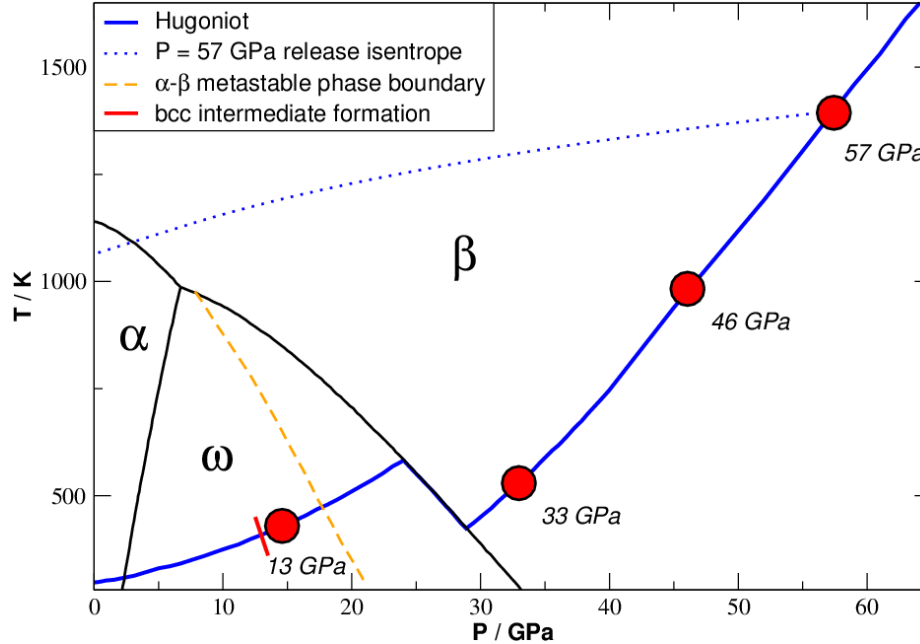 Hugoniot
P = 57 GPa release isentrope
α-β metastable phase boundary
bcc intermediate formation
1500
1000
500
T / K
α
β
ω
57 GPa
46 GPa
33 GPa
13 GPa
0
10
20
30
40
50
60
P / GPa